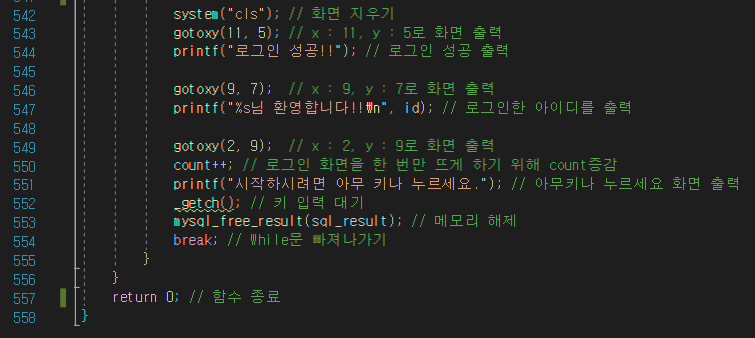 542 system("cls"); // 화면 지우기
543 gotoxy(11, 5); // x : 11, y : 5로 화면 출력
544 printf("로그인 성공!!"); // 로그인 성공 출력
545
546 gotoxy(9, 7); // x : 9, y : 7로 화면 출력
547 printf("%s님 환영합니다!!₩n", id); // 로그인한 아이디를 출력
548
549 gotoxy(2, 9); // x : 2, y : 9로 화면 출력
550 count++; // 로그인 화면을 한 번만 뜨게 하기 위해 count증감
551 printf("시작하시려면 아무 키나 누르세요."); // 아무키나 누르세요 화면 출력
552 _getch(); // 키 입력 대기
553 mysql_free_result(sql_result); // 메모리 해제
554 break; // While문 빠져나가기
555 }
556 }
557 return 0; // 함수 종료
558 }